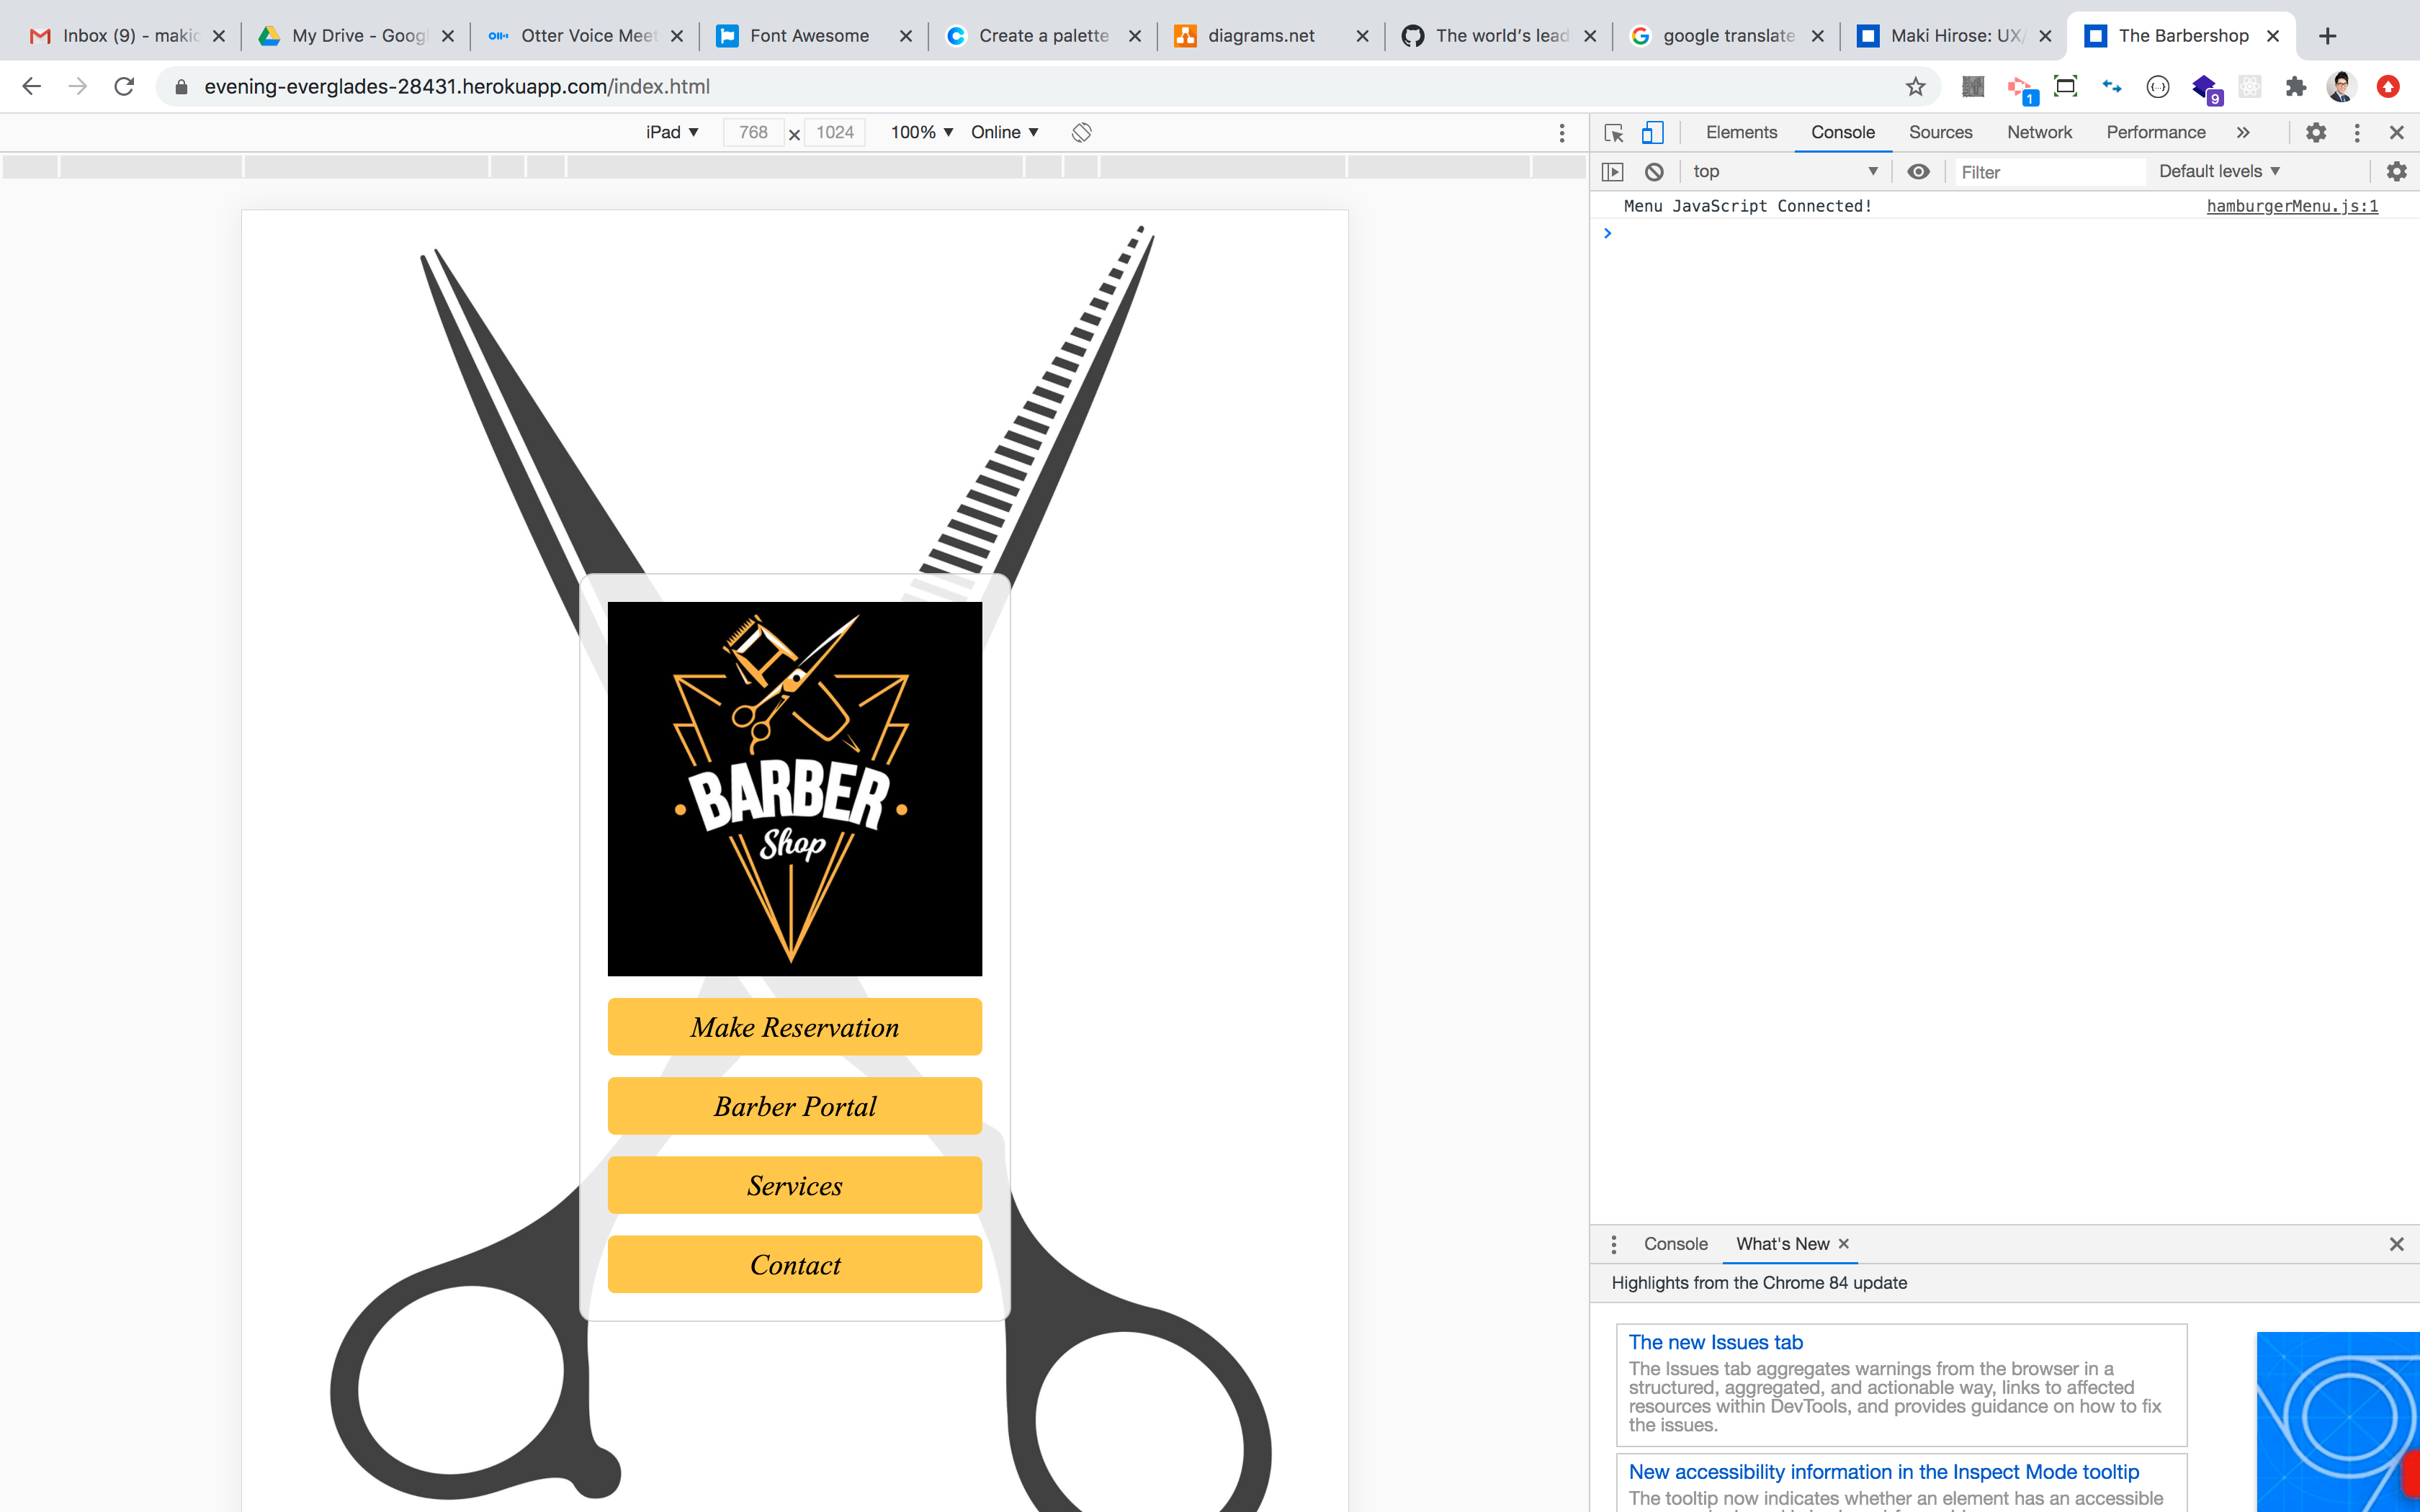 Inbox (9) - makic
My Drive - Googl
Otter Voice Meet
Font Awesome
Create a palette
diagrams.net
The world's lead
google translate
Maki Hirose: UX/
The Barbershop
evening-everglades-28431.herokuapp.com/index.html
1
9
iPad 768 × 1024 100% Online
Elements Console Sources Network Performance
top Filter Default levels
Menu JavaScript Connected! hamburgerMenu.js:1
BARBER
Shop
Make Reservation
Barber Portal
Services
Contact
Console What's New
Highlights from the Chrome 84 update
The new Issues tab
The Issues tab aggregates warnings from the browser in a
structured, aggregated, and actionable way, links to affected
resources within DevTools, and provides guidance on how to fix
the issues.
New accessibility information in the Inspect Mode tooltip
The tooltip now indicates whether an element has an accessible